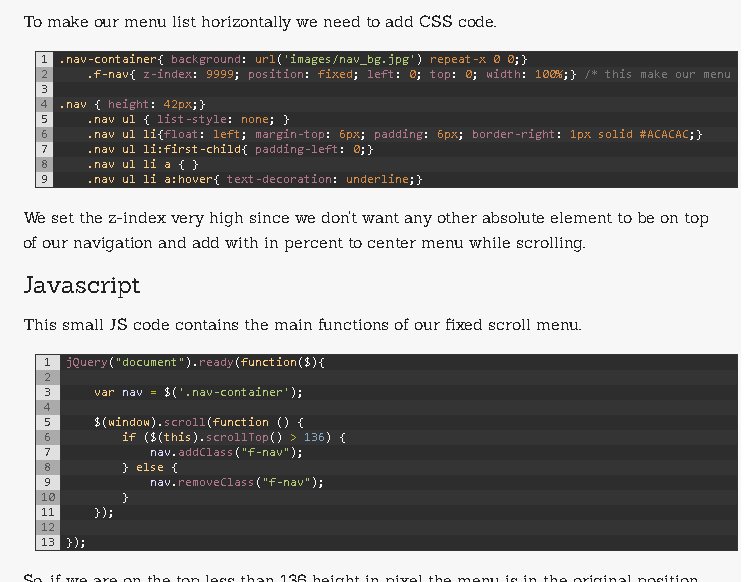 To make our menu list horizontally we need to add CSS code.
1 .nav-container{ background: url('images/nav_bg.jpg') repeat-x 0 0;}
2 .f-nav{ z-index: 9999; position: fixed; left: 0; top: 0; width: 100%;} /* this make our menu
3
4 .nav { height: 42px;}
5 .nav ul { list-style: none; }
6 .nav ul li{float: left; margin-top: 6px; padding: 6px; border-right: 1px solid #ACACAC;}
7 .nav ul li:first-child{ padding-left: 0;}
8 .nav ul li a { }
9 .nav ul li a:hover{ text-decoration: underline;}
We set the z-index very high since we don't want any other absolute element to be on top
of our navigation and add with in percent to center menu while scrolling.
Javascript
This small JS code contains the main functions of our fixed scroll menu.
1 jQuery("document").ready(function($){
2
3 var nav = $('.nav-container');
4
5 $(window).scroll(function () {
6 if ($(this).scrollTop() > 136) {
7 nav.addClass("f-nav");
8 } else {
9 nav.removeClass("f-nav");
10 }
11 });
12
13 });
So, if we are on the top less than 136 height in pixel the menu is in the original position